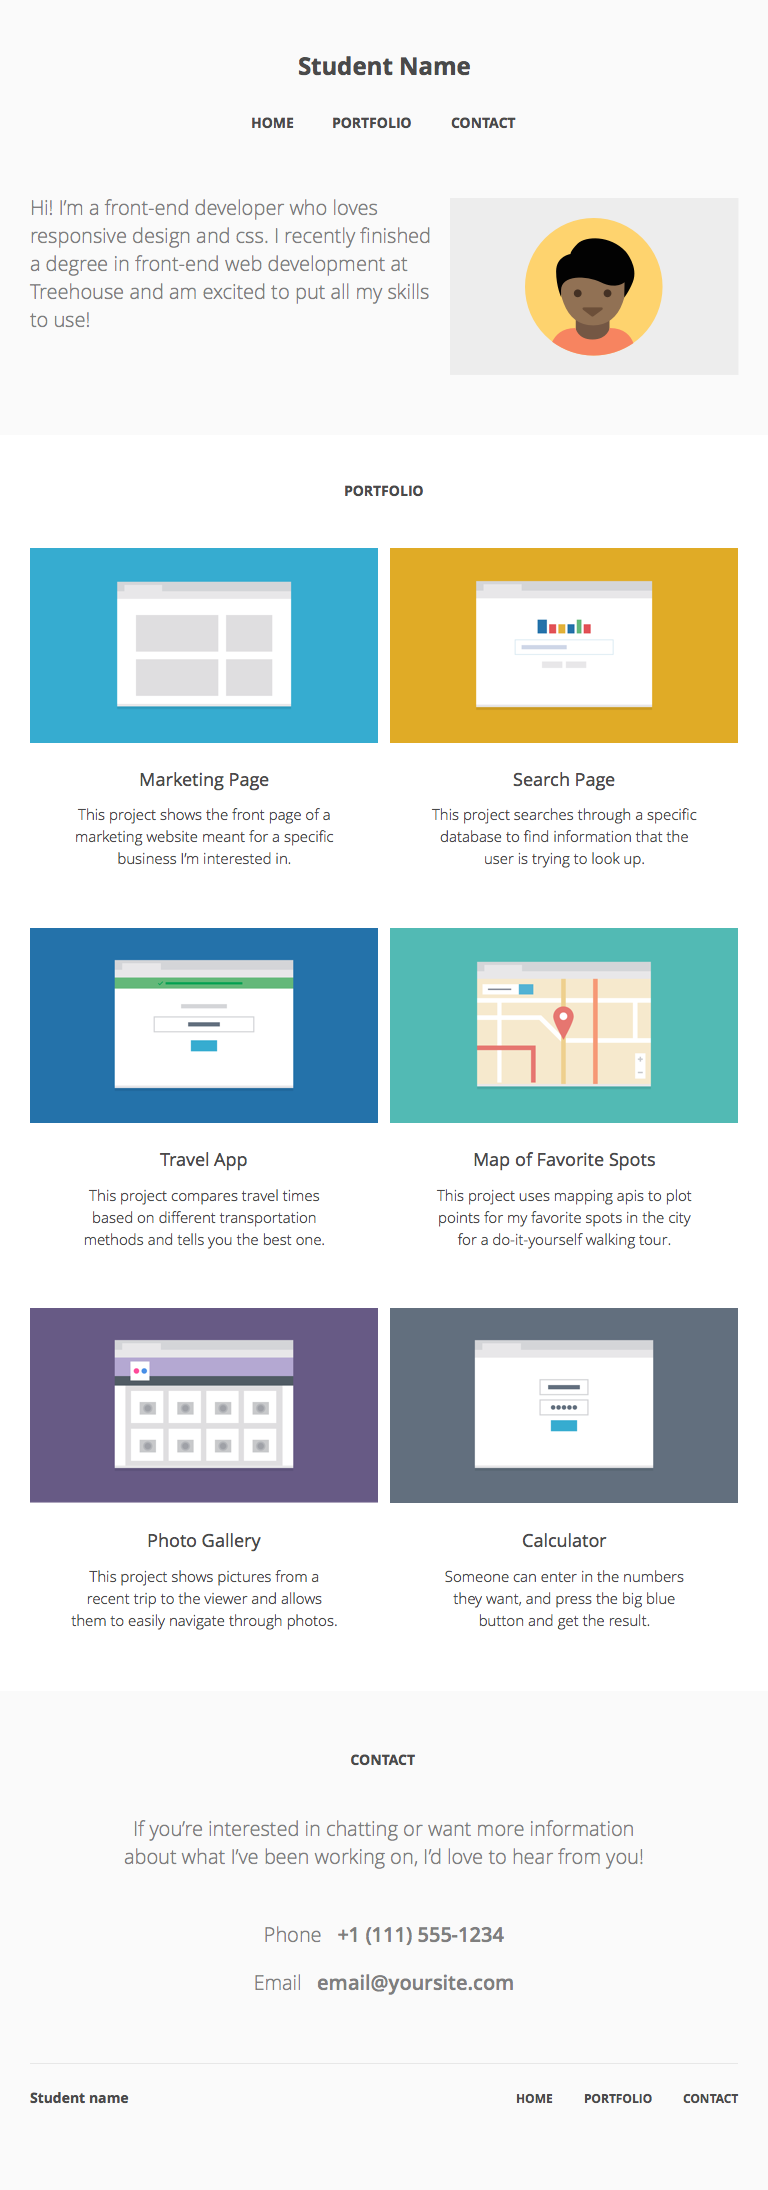 Student Name
HOME PORTFOLIO CONTACT
Hi! I’m a front-end developer who loves
responsive design and css. I recently finished
a degree in front-end web development at
Treehouse and am excited to put all my skills
to use!
PORTFOLIO
Marketing Page
This project shows the front page of a
marketing website meant for a specific
business I’m interested in.
Search Page
This project searches through a specific
database to find information that the
user is trying to look up.
Travel App
This project compares travel times
based on different transportation
methods and tells you the best one.
Map of Favorite Spots
This project uses mapping apis to plot
points for my favorite spots in the city
for a do-it-yourself walking tour.
Photo Gallery
This project shows pictures from a
recent trip to the viewer and allows
them to easily navigate through photos.
Calculator
Someone can enter in the numbers
they want, and press the big blue
button and get the result.
CONTACT
If you’re interested in chatting or want more information
about what I’ve been working on, I’d love to hear from you!
Phone +1 (111) 555-1234
Email email@yoursite.com
Student name
HOME PORTFOLIO CONTACT